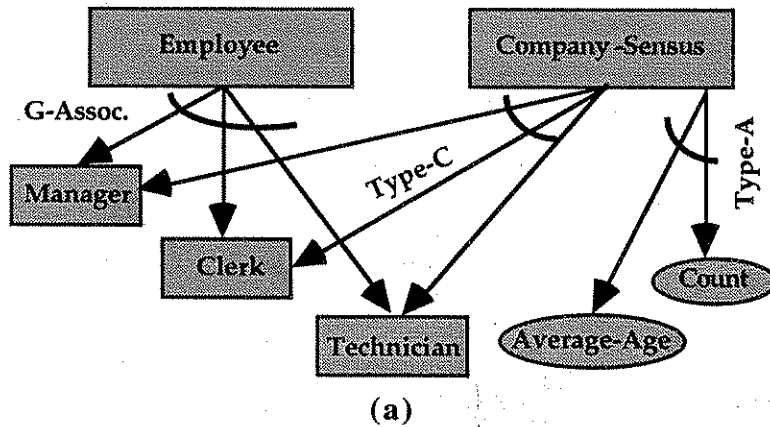 Employee
Company-Sensus
G-Assoc.
Type-C
Type-A
Manager
Clerk
Count
Technician
Average-Age
(a)